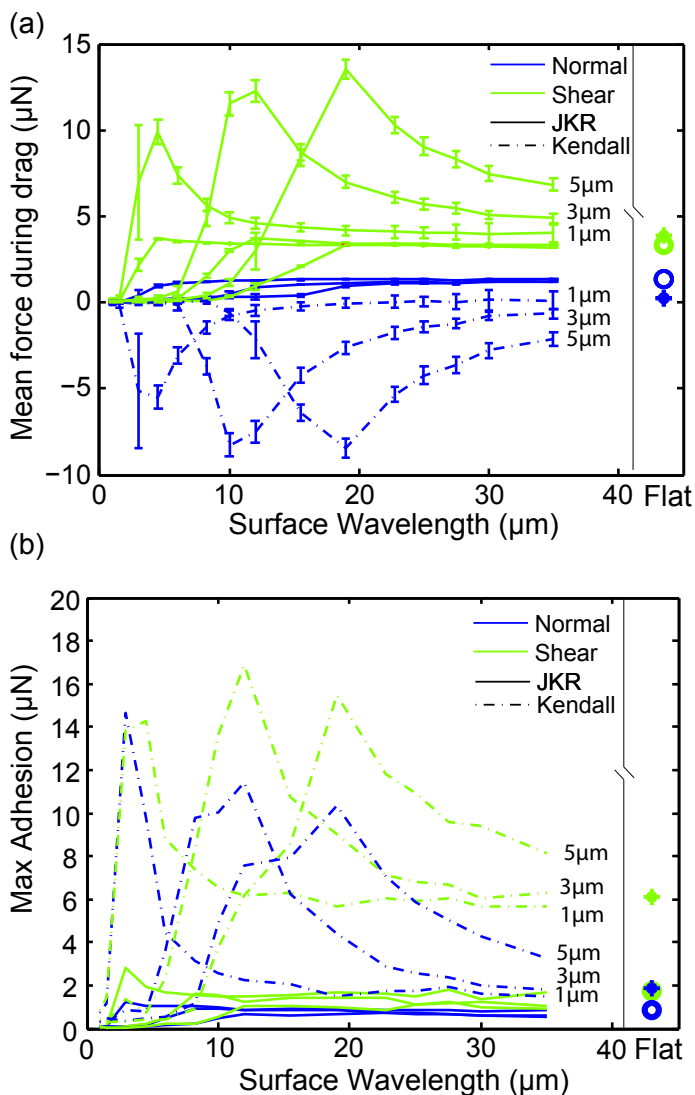 (a)
15
10
5
0
−5
−10
Mean force during drag (µN)
Normal
Shear
JKR
Kendall
5µm
3µm
1µm
1µm
3µm
5µm
0 10 20 30 40 Flat
Surface Wavelength (µm)
(b)
20
18
16
14
12
10
8
6
4
2
0
Max Adhesion (µN)
Normal
Shear
JKR
Kendall
5µm
3µm
1µm
5µm
3µm
1µm
0 10 20 30 40 Flat
Surface Wavelength (µm)